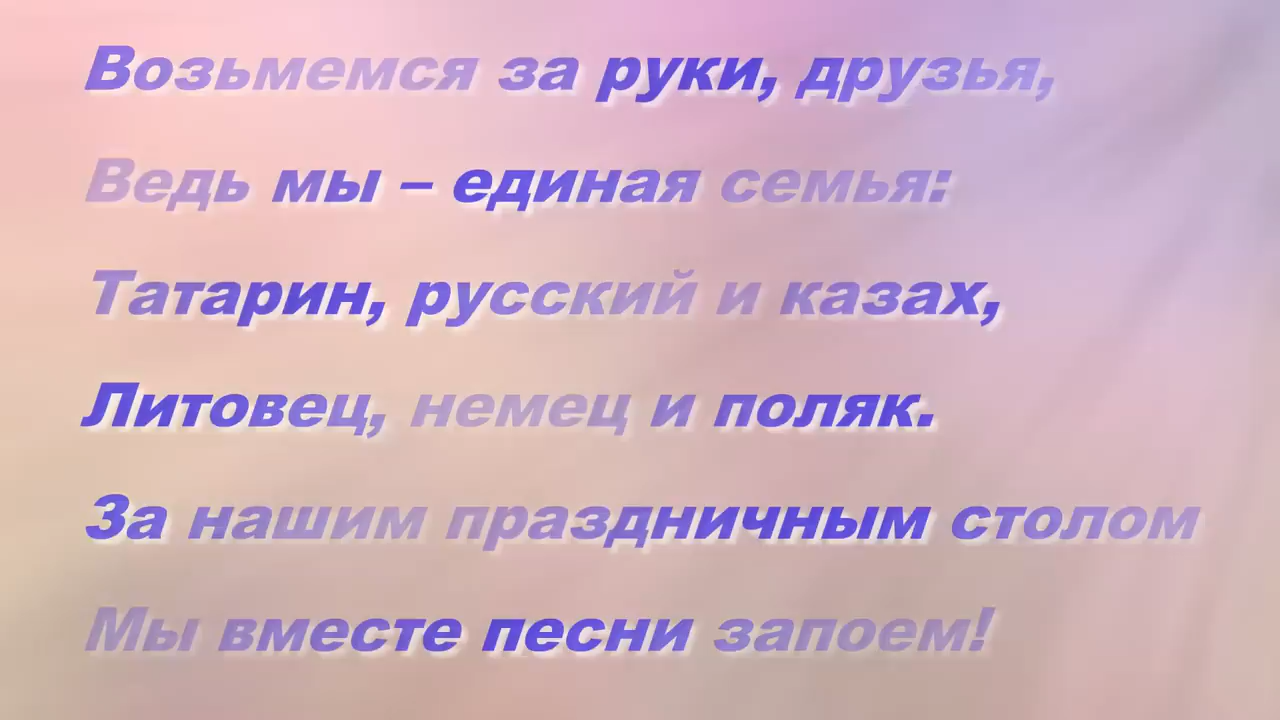 Возьмемся за руки, друзья,
Ведь мы – единая семья:
Татарин, русский и казах,
Литовец, немец и поляк.
За нашим праздничным столом
Мы вместе песни запоем!